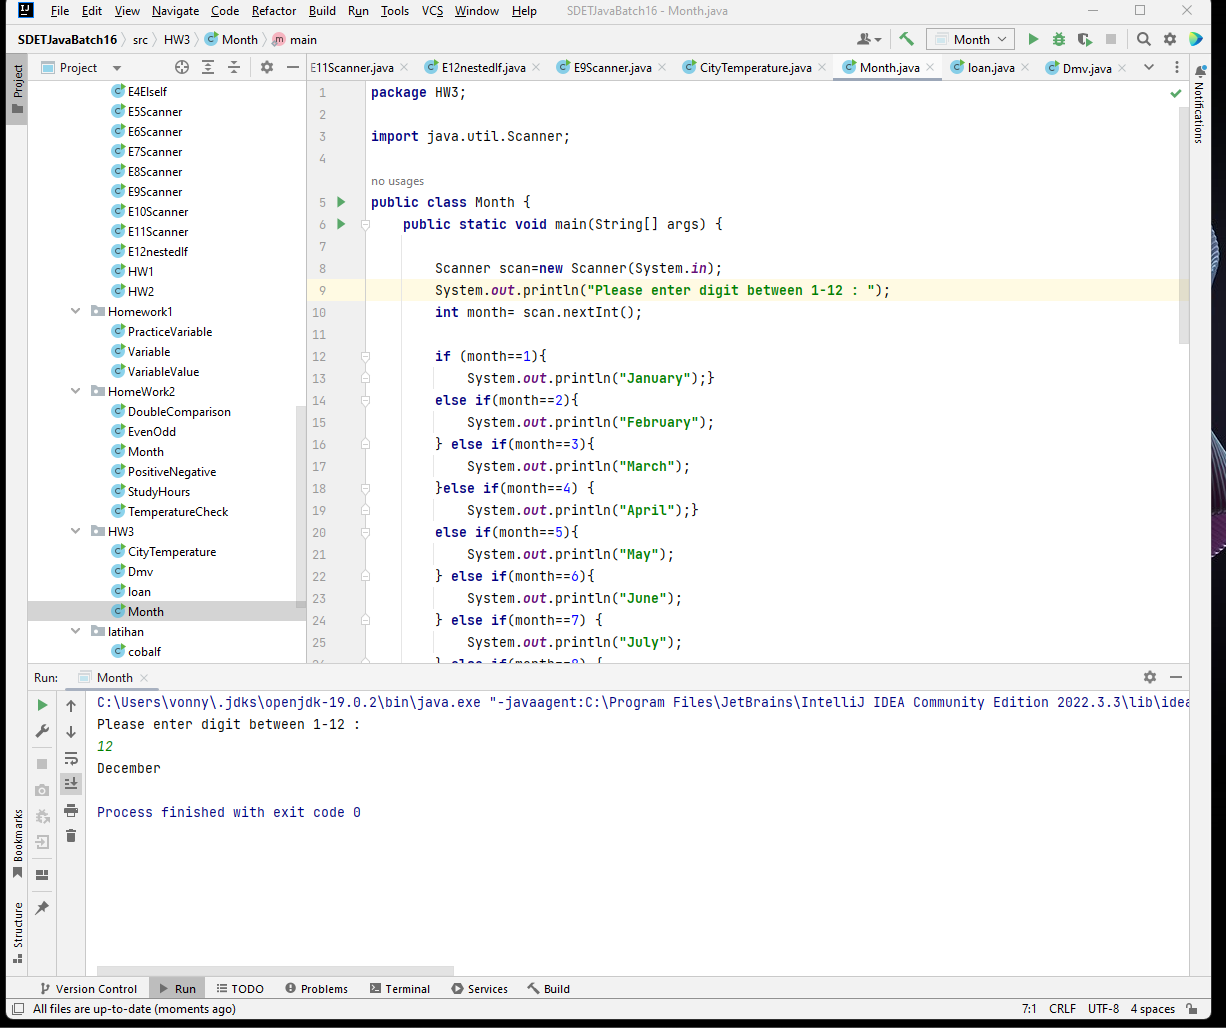 File Edit View Navigate Code Refactor Build Run Tools VCS Window Help SDETJavaBatch16 - Month.java
SDETJavaBatch16 src HW3 Month main Month
Project
E11Scanner.java E12nestedIf.java E9Scanner.java CityTemperature.java Month.java loan.java Dmv.java
Project
Notifications
E4ElseIf
E5Scanner
E6Scanner
E7Scanner
E8Scanner
E9Scanner
E10Scanner
E11Scanner
E12nestedIf
HW1
HW2
Homework1
PracticeVariable
Variable
VariableValue
HomeWork2
DoubleComparison
EvenOdd
Month
PositiveNegative
StudyHours
TemperatureCheck
HW3
CityTemperature
Dmv
loan
Month
latihan
cobaIf
1 package HW3;
2
3 import java.util.Scanner;
4
no usages
5 public class Month {
6 public static void main(String[] args) {
7
8 Scanner scan=new Scanner(System.in);
9 System.out.println("Please enter digit between 1-12 : ");
10 int month= scan.nextInt();
11
12 if (month==1){
13 System.out.println("January");}
14 else if(month==2){
15 System.out.println("February");
16 } else if(month==3){
17 System.out.println("March");
18 }else if(month==4) {
19 System.out.println("April");}
20 else if(month==5){
21 System.out.println("May");
22 } else if(month==6){
23 System.out.println("June");
24 } else if(month==7) {
25 System.out.println("July");
} else if(month==8) {
Run: Month
C:\Users\vonny\.jdks\openjdk-19.0.2\bin\java.exe "-javaagent:C:\Program Files\JetBrains\IntelliJ IDEA Community Edition 2022.3.3\lib\idea
Please enter digit between 1-12 :
12
December
Process finished with exit code 0
Bookmarks
Structure
Version Control Run TODO Problems Terminal Services Build
All files are up-to-date (moments ago) 7:1 CRLF UTF-8 4 spaces